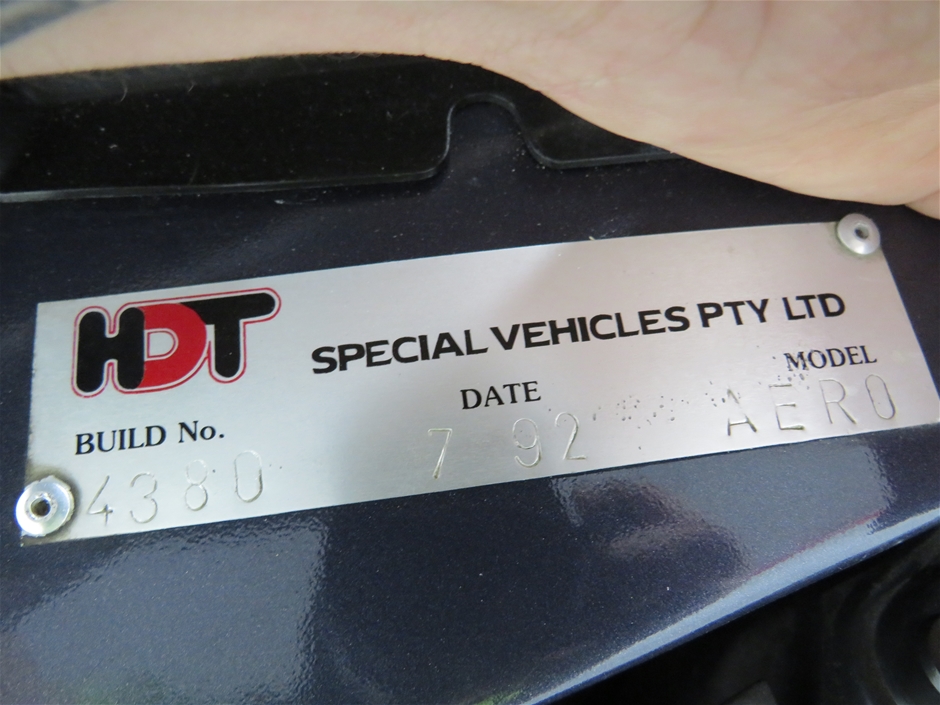 HDT SPECIAL VEHICLES PTY LTD
BUILD No. DATE MODEL
4380 7 92 AERO